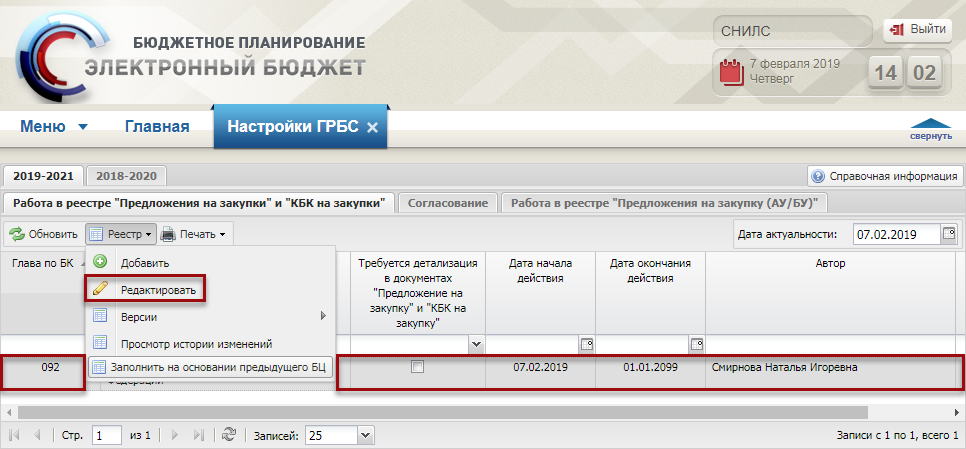 БЮДЖЕТНОЕ ПЛАНИРОВАНИЕ
ЭЛЕКТРОННЫЙ БЮДЖЕТ
СНИЛС
Выйти
7 февраля 2019
Четверг
14 02
Меню
Главная
Настройки ГРБС
свернуть
2019-2021
2018-2020
Справочная информация
Работа в реестре "Предложения на закупки" и "КБК на закупки"
Согласование
Работа в реестре "Предложения на закупку (АУ/БУ)"
Обновить
Реестр
Печать
Дата актуальности:
07.02.2019
Глава по БК
Добавить
Редактировать
Версии
Просмотр истории изменений
Заполнить на основании предыдущего БЦ
Требуется детализация
в документах
"Предложение на
закупку" и "КБК на
закупку"
Дата начала
действия
Дата окончания
действия
Автор
092
07.02.2019
01.01.2099
Смирнова Наталья Игоревна
Стр.
1
из 1
Записей:
25
Записи с 1 по 1, всего 1